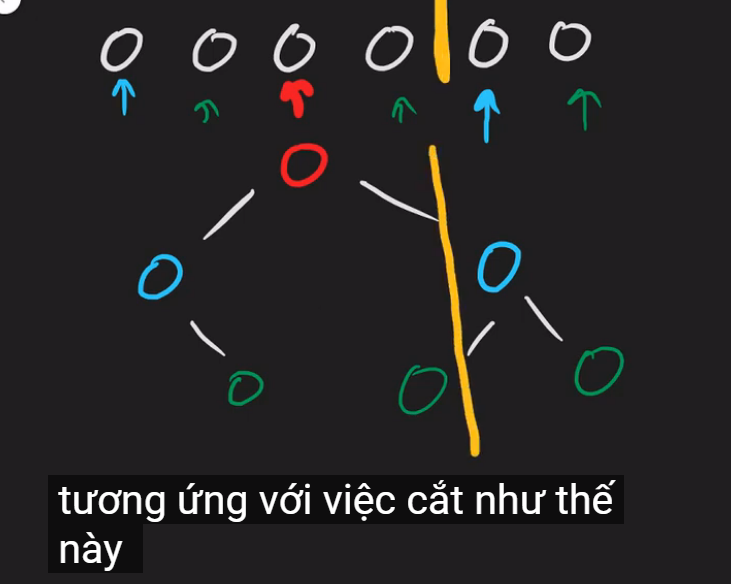 tương ứng với việc cắt như thế
này